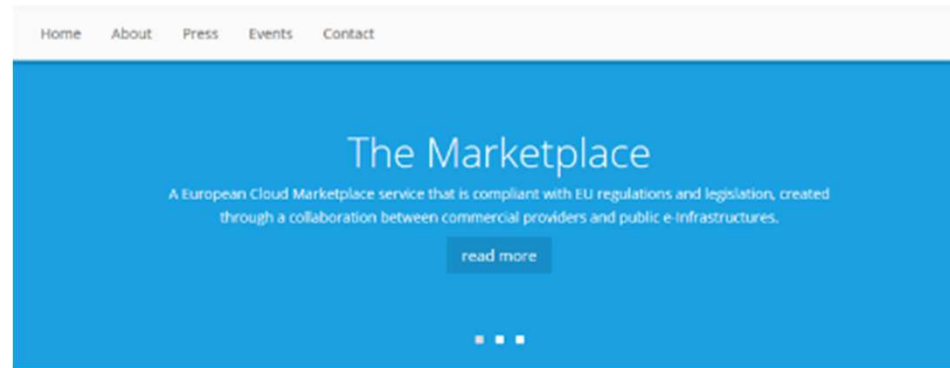 Home About Press Events Contact
The Marketplace
A European Cloud Marketplace service that is compliant with EU regulations and legislation, created
through a collaboration between commercial providers and public e-Infrastructures.
read more